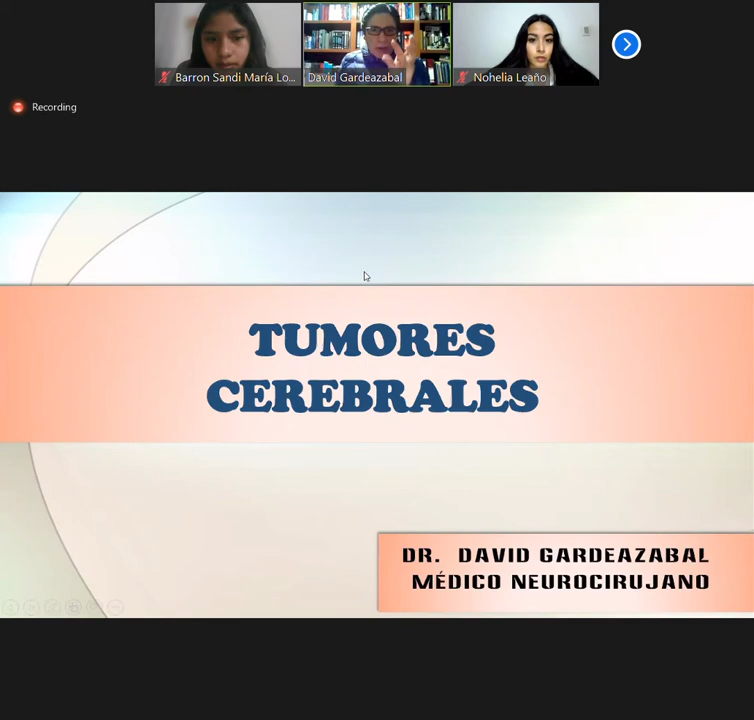 Barron Sandi María Lo...
David Gardeazabal
Nohelia Leaño
Recording
TUMORES
CEREBRALES
DR. DAVID GARDEAZABAL
MÉDICO NEUROCIRUJANO